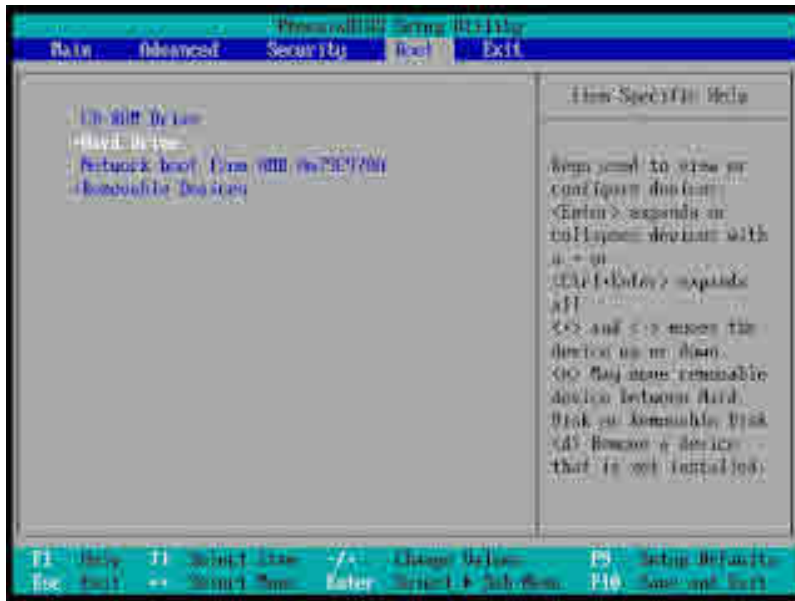 PhoenixBIOS Setup Utility
Main Advanced Security Boot Exit
CD-ROM Drive
+Hard Drive
Network boot from AMD
+Removable Devices
Item Specific Help
Keys used to view or
configure devices:
<Enter> expands or
collapses devices with
a + or
<Ctrl+Enter> expands
all
<+> and <-> moves the
device up or down.
<n> May move removable
device between Hard
Disk or Removable Disk
<d> Remove a device
that is not installed.
F1 Help Select Item -/+ Change Values F9 Setup Defaults
Esc Exit Select Menu Enter Select ▶ Sub-Menu F10 Save and Exit